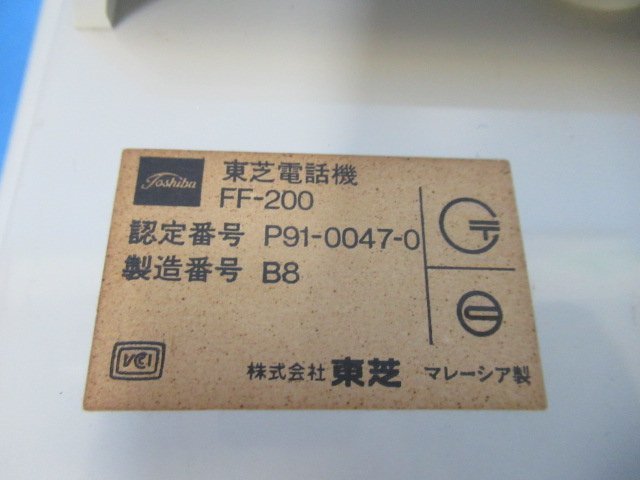 Toshiba
東芝電話機
FF-200
認定番号 P91-0047-0
製造番号 B8
VCCI
株式会社 東芝 マレーシア製